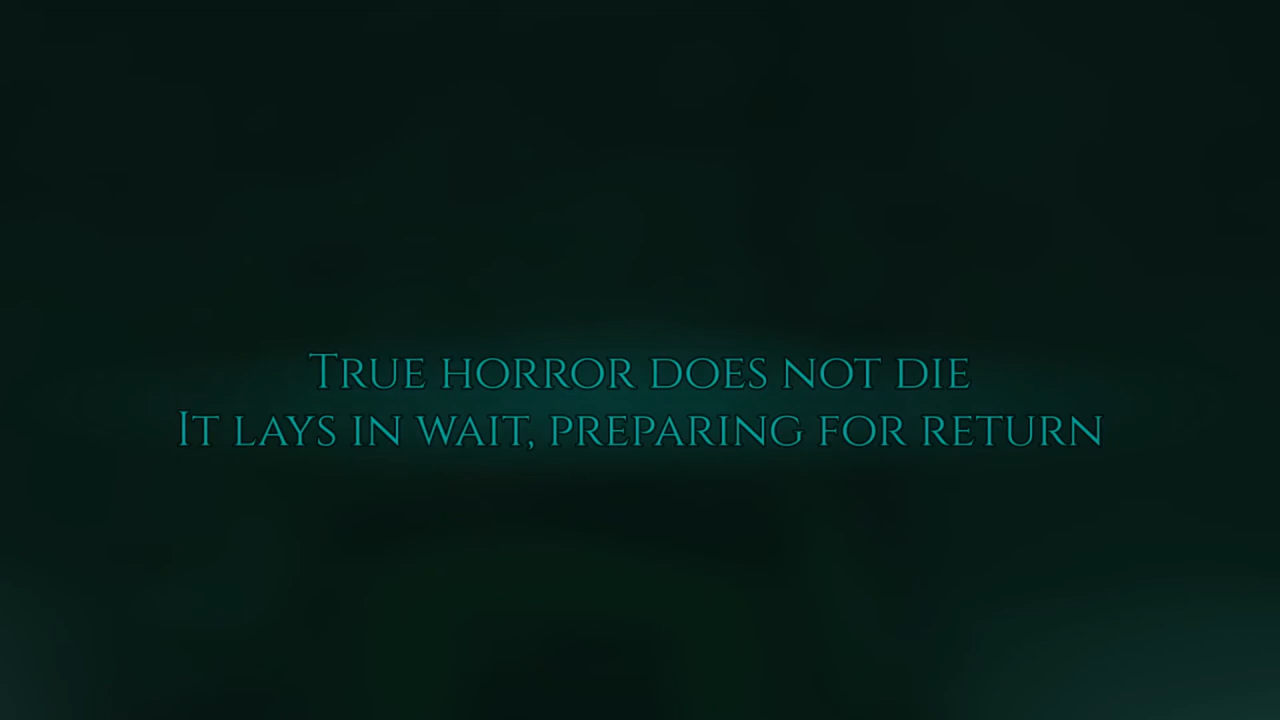 True horror does not die
It lays in wait, preparing for return